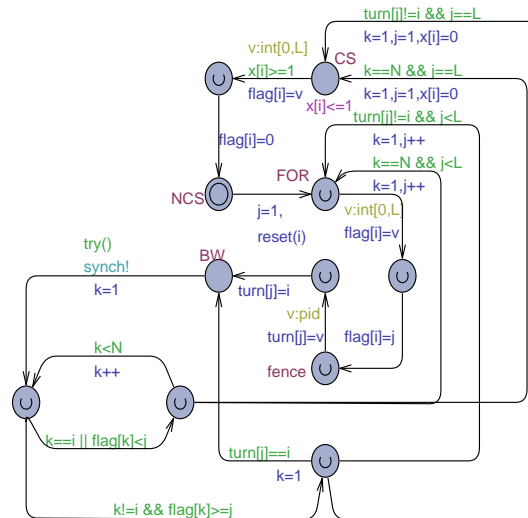 turn[j]!=i && j==L
k=1,j=1,x[i]=0
v:int[0,L]
CS
x[i]>=1
k==N && j==L
flag[i]=v
k=1,j=1,x[i]=0
x[i]<=1
turn[j]!=i && j<L
flag[i]=0
k=1,j++
k==N && j<L
FOR
k=1,j++
NCS
v:int[0,L]
j=1,
flag[i]=v
reset(i)
try()
BW
synch!
k=1
turn[j]=i
v:pid
turn[j]=v
flag[i]=j
k<N
fence
k++
k==i || flag[k]<j
turn[j]==i
k=1
k!=i && flag[k]>=j